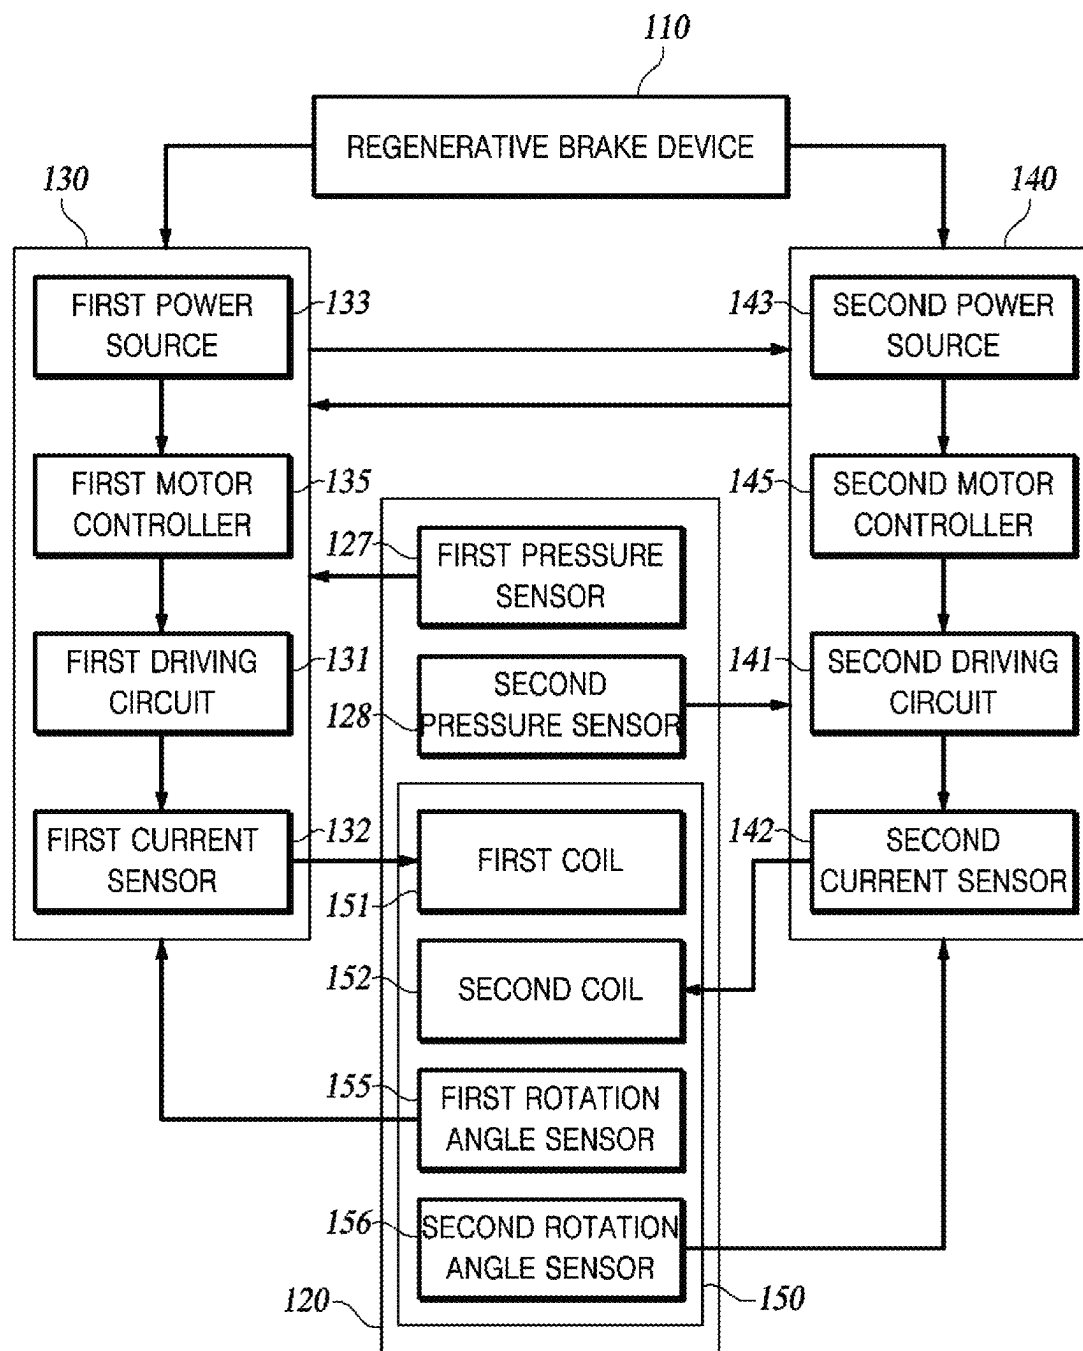 110
REGENERATIVE BRAKE DEVICE
130
140
FIRST POWER
SOURCE
133
143
SECOND POWER
SOURCE
FIRST MOTOR
CONTROLLER
135
145
SECOND MOTOR
CONTROLLER
127
FIRST PRESSURE
SENSOR
FIRST DRIVING
CIRCUIT
131
141
SECOND DRIVING
CIRCUIT
SECOND
PRESSURE SENSOR
128
FIRST CURRENT
SENSOR
132
142
SECOND
CURRENT SENSOR
FIRST COIL
151
152
SECOND COIL
155
FIRST ROTATION
ANGLE SENSOR
156
SECOND ROTATION
ANGLE SENSOR
120
150